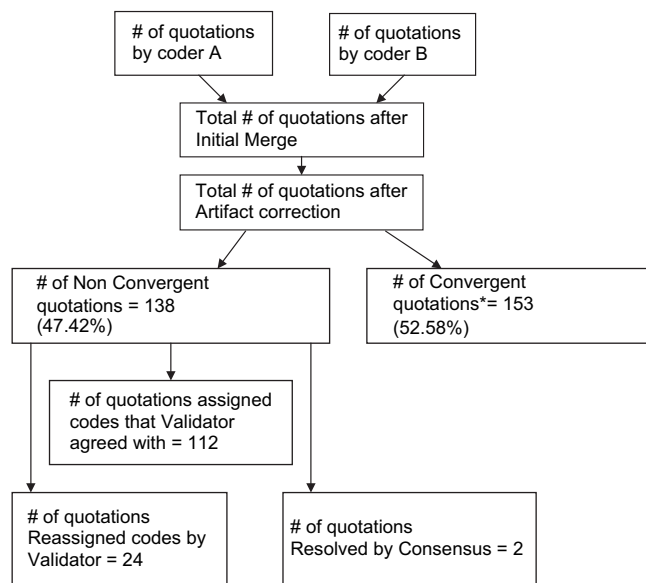 # of quotations
by coder A
# of quotations
by coder B
Total # of quotations after
Initial Merge
Total # of quotations after
Artifact correction
# of Non Convergent
quotations = 138
(47.42%)
# of Convergent
quotations*= 153
(52.58%)
# of quotations assigned
codes that Validator
agreed with = 112
# of quotations
Reassigned codes by
Validator = 24
# of quotations
Resolved by Consensus = 2